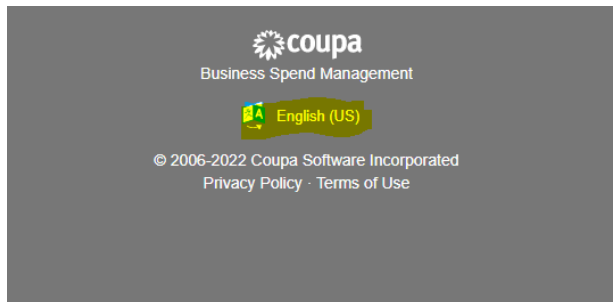 coupa
Business Spend Management
English (US)
© 2006-2022 Coupa Software Incorporated
Privacy Policy · Terms of Use